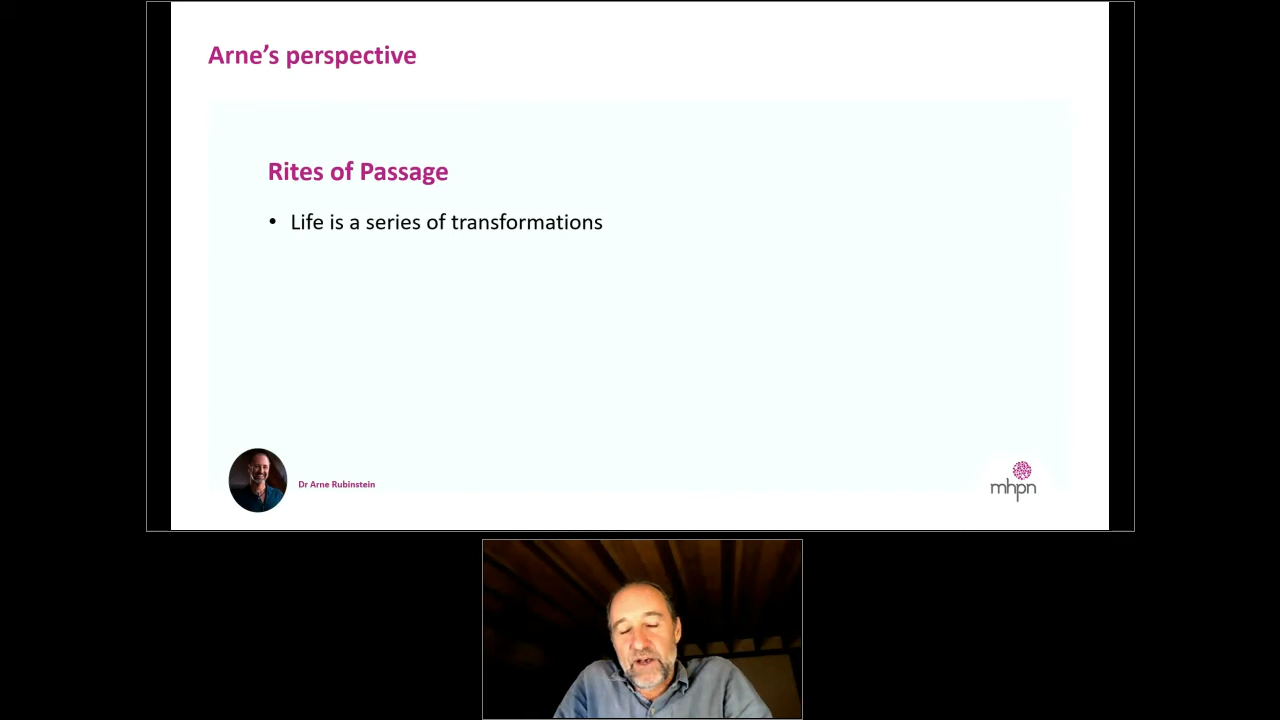 Arne’s perspective
Rites of Passage
• Life is a series of transformations
Dr Arne Rubinstein
mhpn